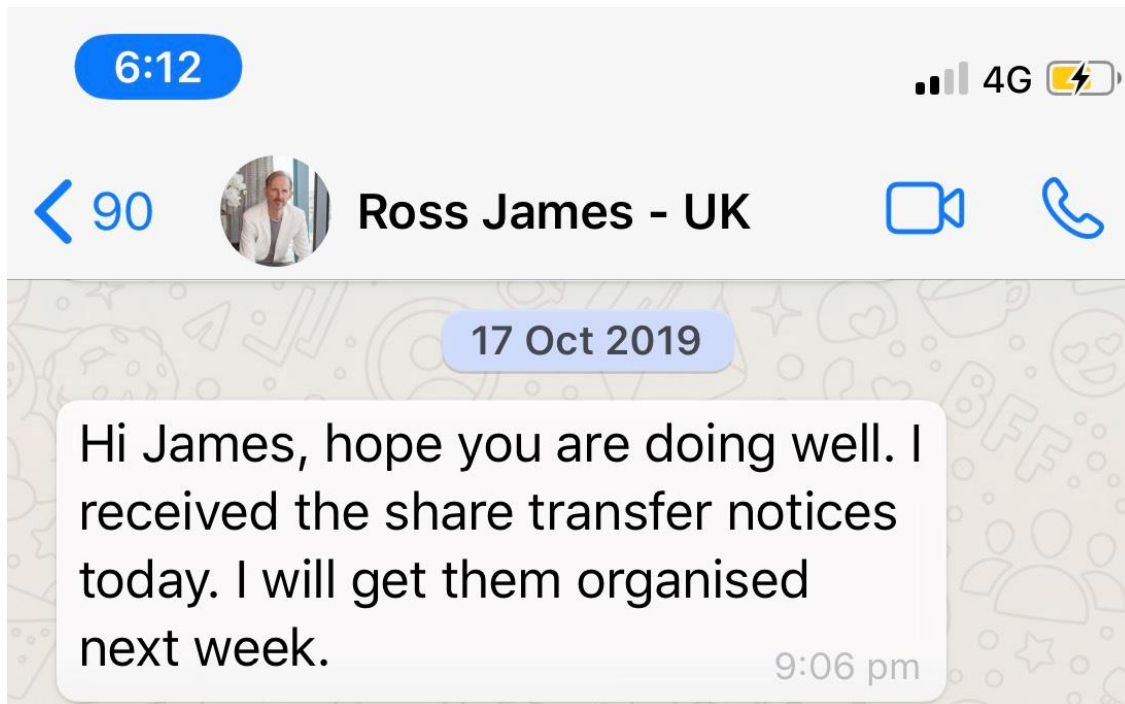 6:12
4G
90
Ross James - UK
17 Oct 2019
Hi James, hope you are doing well. I
received the share transfer notices
today. I will get them organised
next week.
9:06 pm
BFF